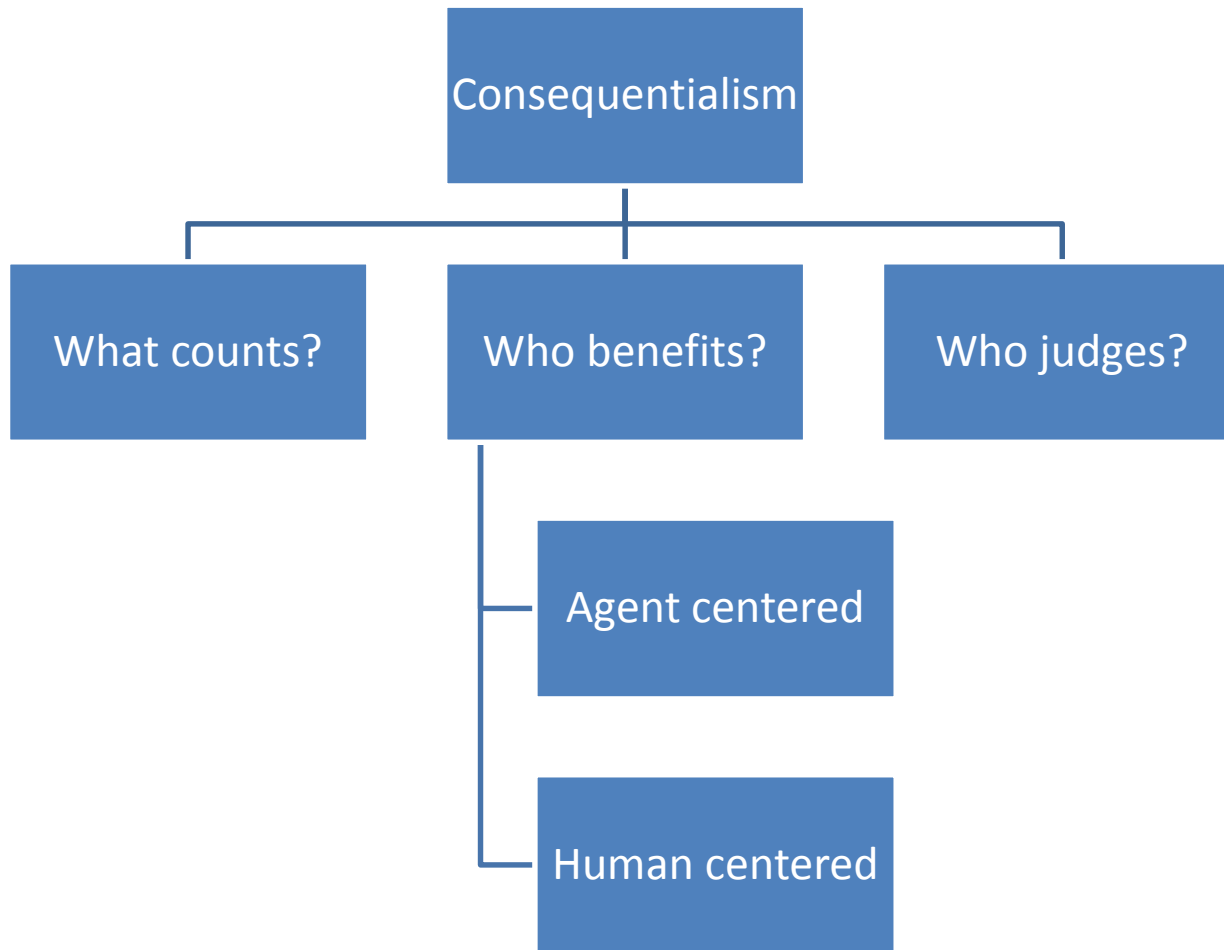 Consequentialism
What counts?
Who benefits?
Who judges?
Agent centered
Human centered